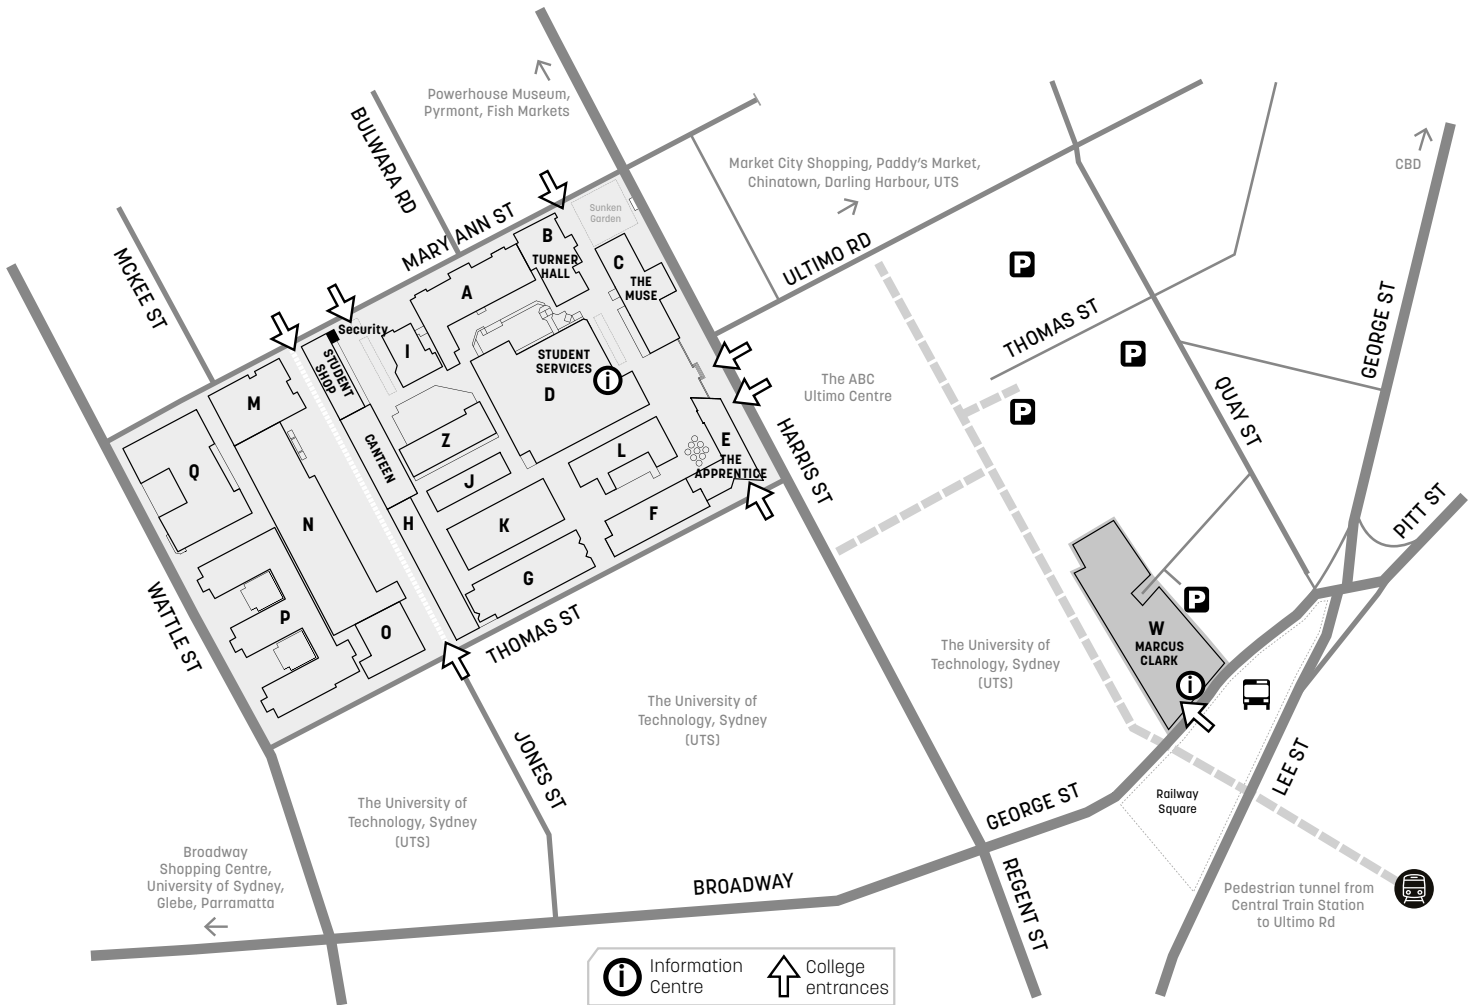 Powerhouse Museum,
Pyrmont, Fish Markets
BULWARA RD
MCKEE ST
MARY ANN ST
Market City Shopping, Paddy's Market,
Chinatown, Darling Harbour, UTS
CBD
Sunken
Garden
B
TURNER
HALL
C
THE
MUSE
A
ULTIMO RD
P
Security
I
STUDENT
SHOP
STUDENT
SERVICES
i
D
THOMAS ST
P
GEORGE ST
The ABC
Ultimo Centre
P
QUAY ST
M
Z
CANTEEN
L
E
THE
APPRENTICE
HARRIS ST
Q
J
N
H
K
F
G
PITT ST
WATTLE ST
P
O
THOMAS ST
P
W
MARCUS
CLARK
i
The University of
Technology, Sydney
(UTS)
The University of
Technology, Sydney
(UTS)
JONES ST
LEE ST
Railway
Square
GEORGE ST
The University of
Technology, Sydney
(UTS)
Broadway
Shopping Centre,
University of Sydney,
Glebe, Parramatta
BROADWAY
REGENT ST
Pedestrian tunnel from
Central Train Station
to Ultimo Rd
i
Information
Centre
College
entrances